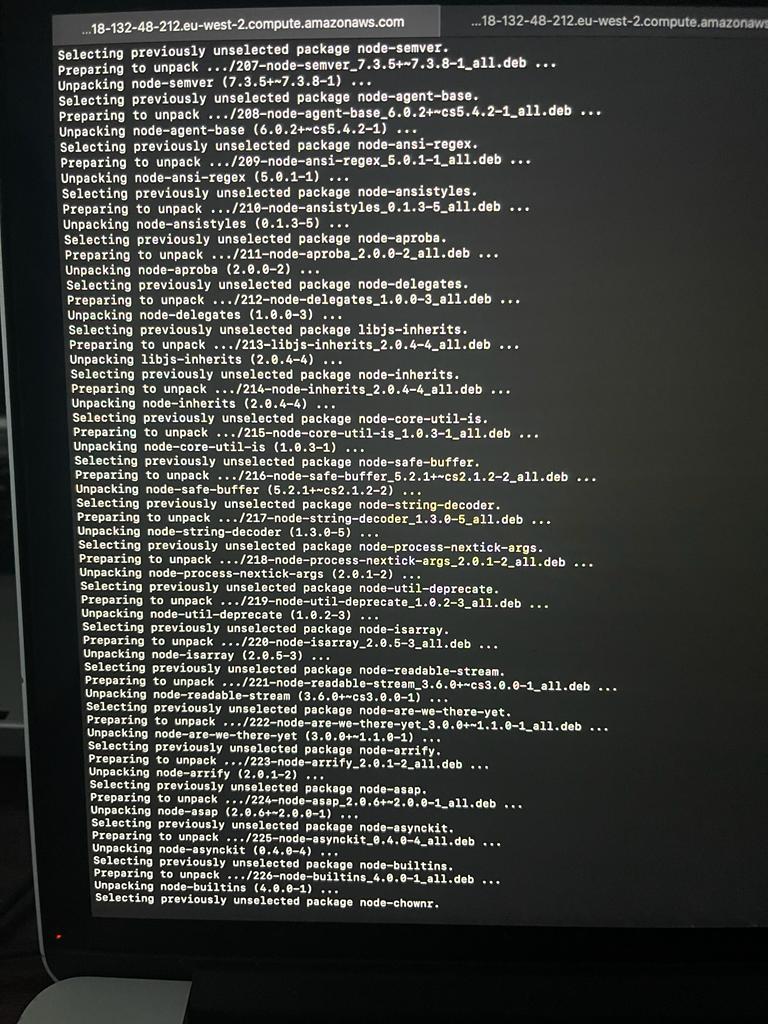 ...18-132-48-212.eu-west-2.compute.amazonaws.com
...18-132-48-212.eu-west-2.compute.amazonaws
Selecting previously unselected package node-semver.
Preparing to unpack .../207-node-semver_7.3.5+~7.3.8-1_all.deb ...
Unpacking node-semver (7.3.5+~7.3.8-1) ...
Selecting previously unselected package node-agent-base.
Preparing to unpack .../208-node-agent-base_6.0.2+~cs5.4.2-1_all.deb ...
Unpacking node-agent-base (6.0.2+~cs5.4.2-1) ...
Selecting previously unselected package node-ansi-regex.
Preparing to unpack .../209-node-ansi-regex_5.0.1-1_all.deb ...
Unpacking node-ansi-regex (5.0.1-1) ...
Selecting previously unselected package node-ansistyles.
Preparing to unpack .../210-node-ansistyles_0.1.3-5_all.deb ...
Unpacking node-ansistyles (0.1.3-5) ...
Selecting previously unselected package node-aproba.
Preparing to unpack .../211-node-aproba_2.0.0-2_all.deb ...
Unpacking node-aproba (2.0.0-2) ...
Selecting previously unselected package node-delegates.
Preparing to unpack .../212-node-delegates_1.0.0-3_all.deb ...
Unpacking node-delegates (1.0.0-3) ...
Selecting previously unselected package libjs-inherits.
Preparing to unpack .../213-libjs-inherits_2.0.4-4_all.deb ...
Unpacking libjs-inherits (2.0.4-4) ...
Selecting previously unselected package node-inherits.
Preparing to unpack .../214-node-inherits_2.0.4-4_all.deb ...
Unpacking node-inherits (2.0.4-4) ...
Selecting previously unselected package node-core-util-is.
Preparing to unpack .../215-node-core-util-is_1.0.3-1_all.deb ...
Unpacking node-core-util-is (1.0.3-1) ...
Selecting previously unselected package node-safe-buffer.
Preparing to unpack .../216-node-safe-buffer_5.2.1+~cs2.1.2-2_all.deb ...
Unpacking node-safe-buffer (5.2.1+~cs2.1.2-2) ...
Selecting previously unselected package node-string-decoder.
Preparing to unpack .../217-node-string-decoder_1.3.0-5_all.deb ...
Unpacking node-string-decoder (1.3.0-5) ...
Selecting previously unselected package node-process-nextick-args.
Preparing to unpack .../218-node-process-nextick-args_2.0.1-2_all.deb ...
Unpacking node-process-nextick-args (2.0.1-2) ...
Selecting previously unselected package node-util-deprecate.
Preparing to unpack .../219-node-util-deprecate_1.0.2-3_all.deb ...
Unpacking node-util-deprecate (1.0.2-3) ...
Selecting previously unselected package node-isarray.
Preparing to unpack .../220-node-isarray_2.0.5-3_all.deb ...
Unpacking node-isarray (2.0.5-3) ...
Selecting previously unselected package node-readable-stream.
Preparing to unpack .../221-node-readable-stream_3.6.0+~cs3.0.0-1_all.deb ...
Unpacking node-readable-stream (3.6.0+~cs3.0.0-1) ...
Selecting previously unselected package node-are-we-there-yet.
Preparing to unpack .../222-node-are-we-there-yet_3.0.0+~1.1.0-1_all.deb ...
Unpacking node-are-we-there-yet (3.0.0+~1.1.0-1) ...
Selecting previously unselected package node-arrify.
Preparing to unpack .../223-node-arrify_2.0.1-2_all.deb ...
Unpacking node-arrify (2.0.1-2) ...
Selecting previously unselected package node-asap.
Preparing to unpack .../224-node-asap_2.0.6+~2.0.0-1_all.deb ...
Unpacking node-asap (2.0.6+~2.0.0-1) ...
Selecting previously unselected package node-asynckit.
Preparing to unpack .../225-node-asynckit_0.4.0-4_all.deb ...
Unpacking node-asynckit (0.4.0-4) ...
Selecting previously unselected package node-builtins.
Preparing to unpack .../226-node-builtins_4.0.0-1_all.deb ...
Unpacking node-builtins (4.0.0-1) ...
Selecting previously unselected package node-chownr.